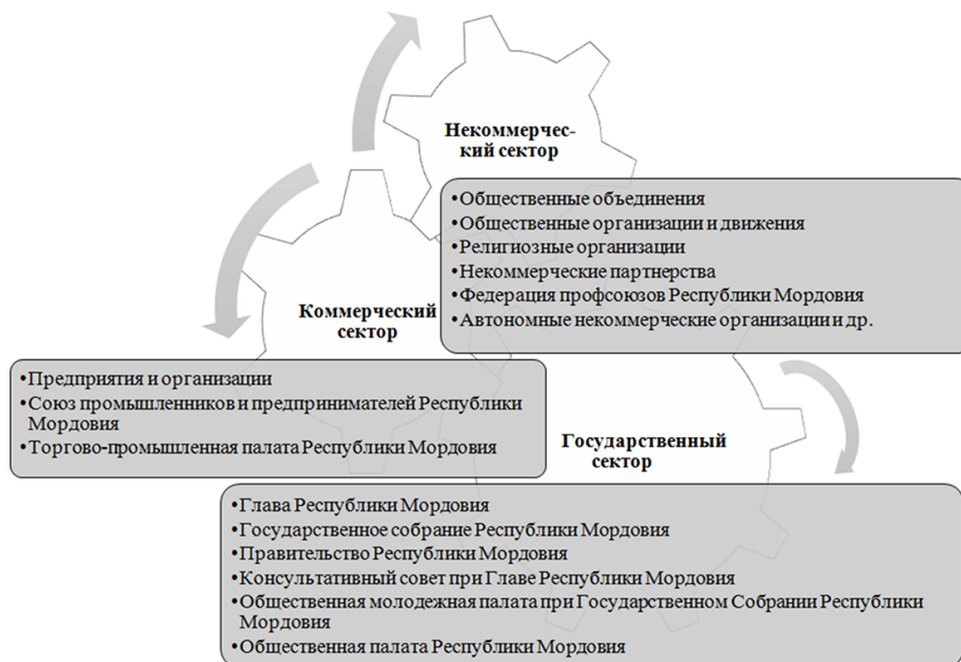 Некоммерчес-
кий сектор
•Общественные объединения
•Общественные организации и движения
•Религиозные организации
•Некоммерческие партнерства
•Федерация профсоюзов Республики Мордовия
•Автономные некоммерческие организации и др.
Коммерческий
сектор
•Предприятия и организации
•Союз промышленников и предпринимателей Республики
Мордовия
•Торгово-промышленная палата Республики Мордовия
Государственный
сектор
•Глава Республики Мордовия
•Государственное собрание Республики Мордовия
•Правительство Республики Мордовия
•Консультативный совет при Главе Республики Мордовия
•Общественная молодежная палата при Государственном Собрании Республики
Мордовия
•Общественная палата Республики Мордовия